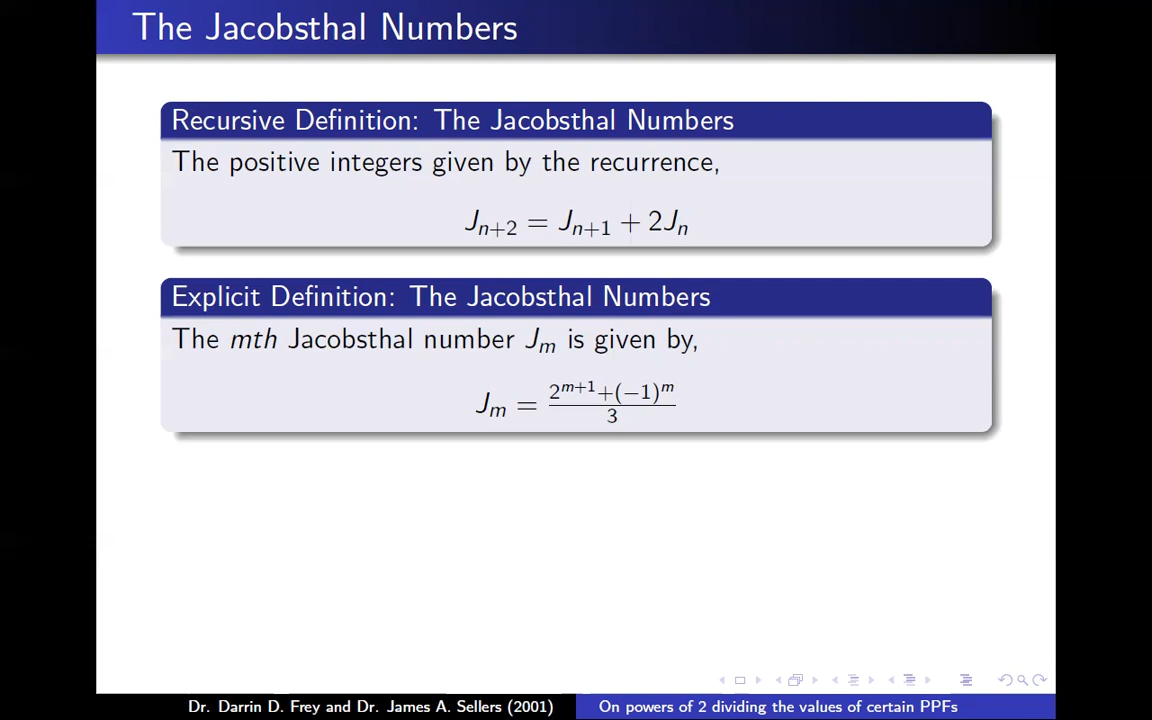 The Jacobsthal Numbers
Recursive Definition: The Jacobsthal Numbers
The positive integers given by the recurrence,
J_{n+2} = J_{n+1} + 2J_n
Explicit Definition: The Jacobsthal Numbers
The mth Jacobsthal number J_m is given by,
J_m = \frac{2^{m+1}+(-1)^m}{3}
Dr. Darrin D. Frey and Dr. James A. Sellers (2001) On powers of 2 dividing the values of certain PPFs